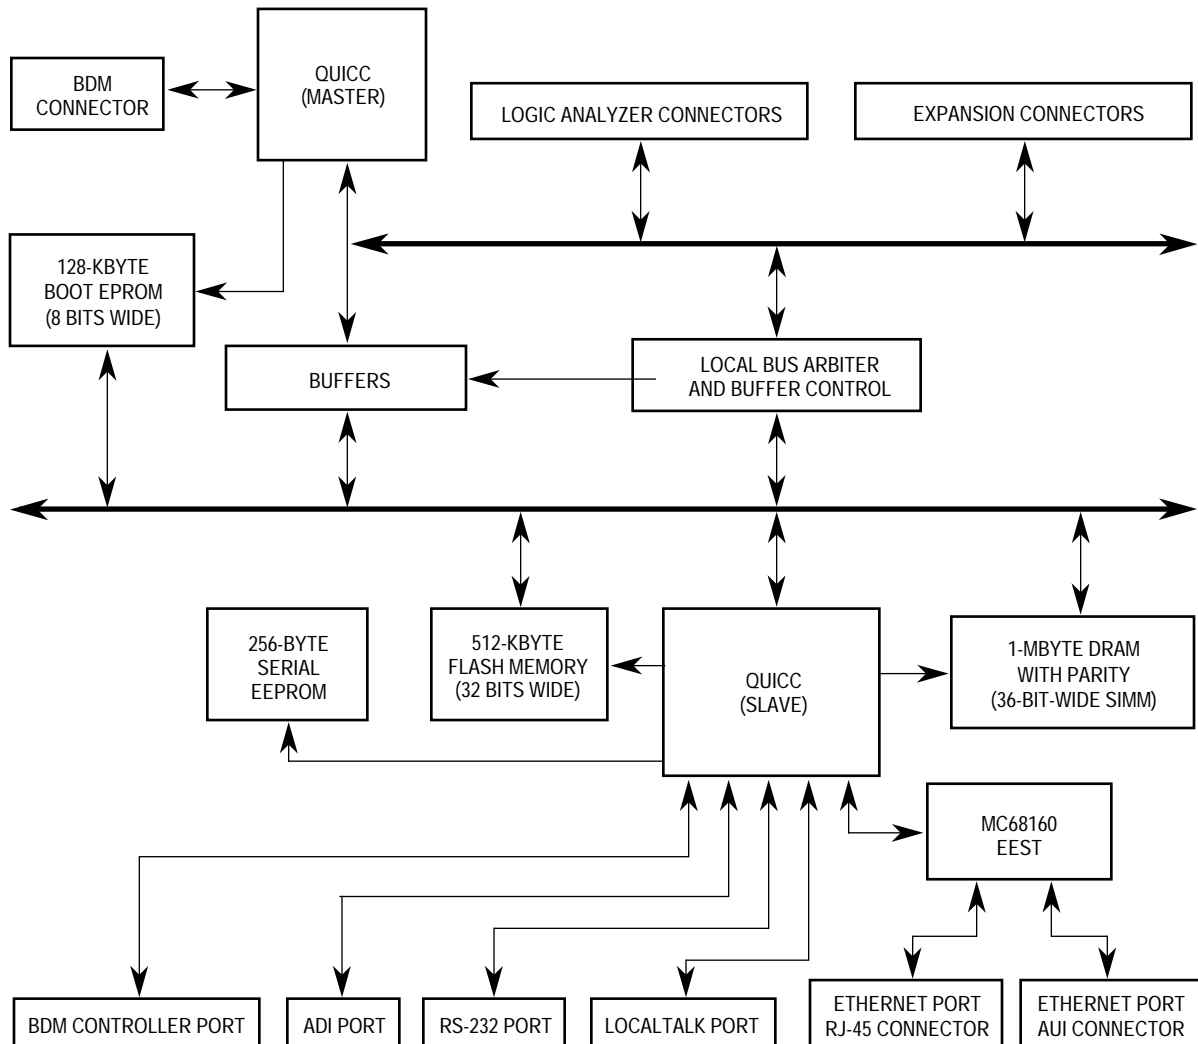 QUICC
(MASTER)
BDM
CONNECTOR
LOGIC ANALYZER CONNECTORS
EXPANSION CONNECTORS
128-KBYTE
BOOT EPROM
(8 BITS WIDE)
BUFFERS
LOCAL BUS ARBITER
AND BUFFER CONTROL
256-BYTE
SERIAL
EEPROM
512-KBYTE
FLASH MEMORY
(32 BITS WIDE)
QUICC
(SLAVE)
1-MBYTE DRAM
WITH PARITY
(36-BIT-WIDE SIMM)
MC68160
EEST
BDM CONTROLLER PORT
ADI PORT
RS-232 PORT
LOCALTALK PORT
ETHERNET PORT
RJ-45 CONNECTOR
ETHERNET PORT
AUI CONNECTOR